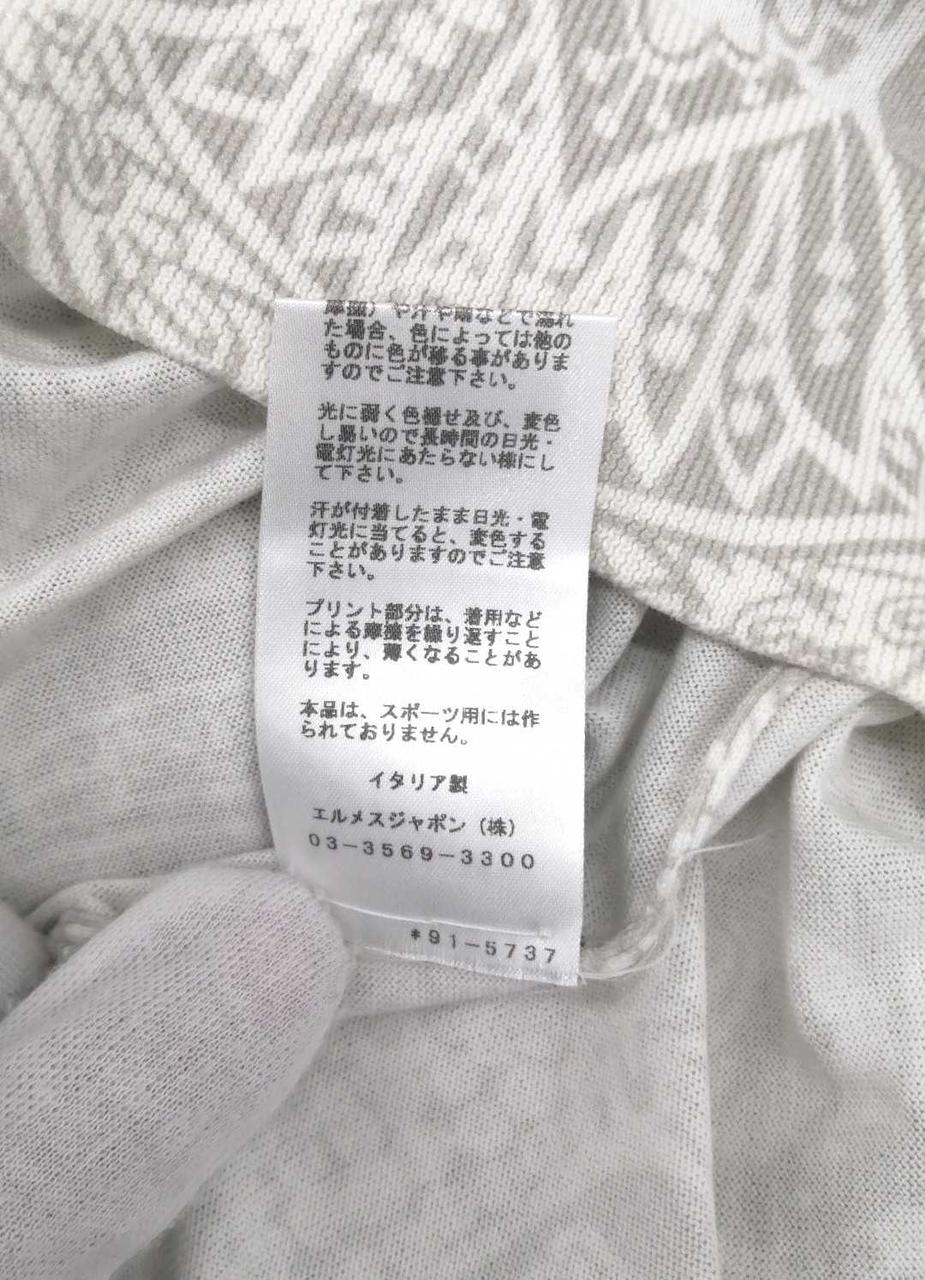 摩擦）や汗や雨などで濡れ
た場合、色によっては他の
ものに色が移る事がありま
すのでご注意下さい。
光に弱く色褪せ及び、変色
し易いので長時間の日光・
電灯光にあたらない様にし
て下さい。
汗が付着したまま日光・電
灯光に当てると、変色する
ことがありますのでご注意
下さい。
プリント部分は、着用など
による摩擦を繰り返すこと
により、薄くなることがあ
ります。
本品は、スポーツ用には作
られておりません。
イタリア製
エルメスジャポン（株）
03-3569-3300
*91-5737